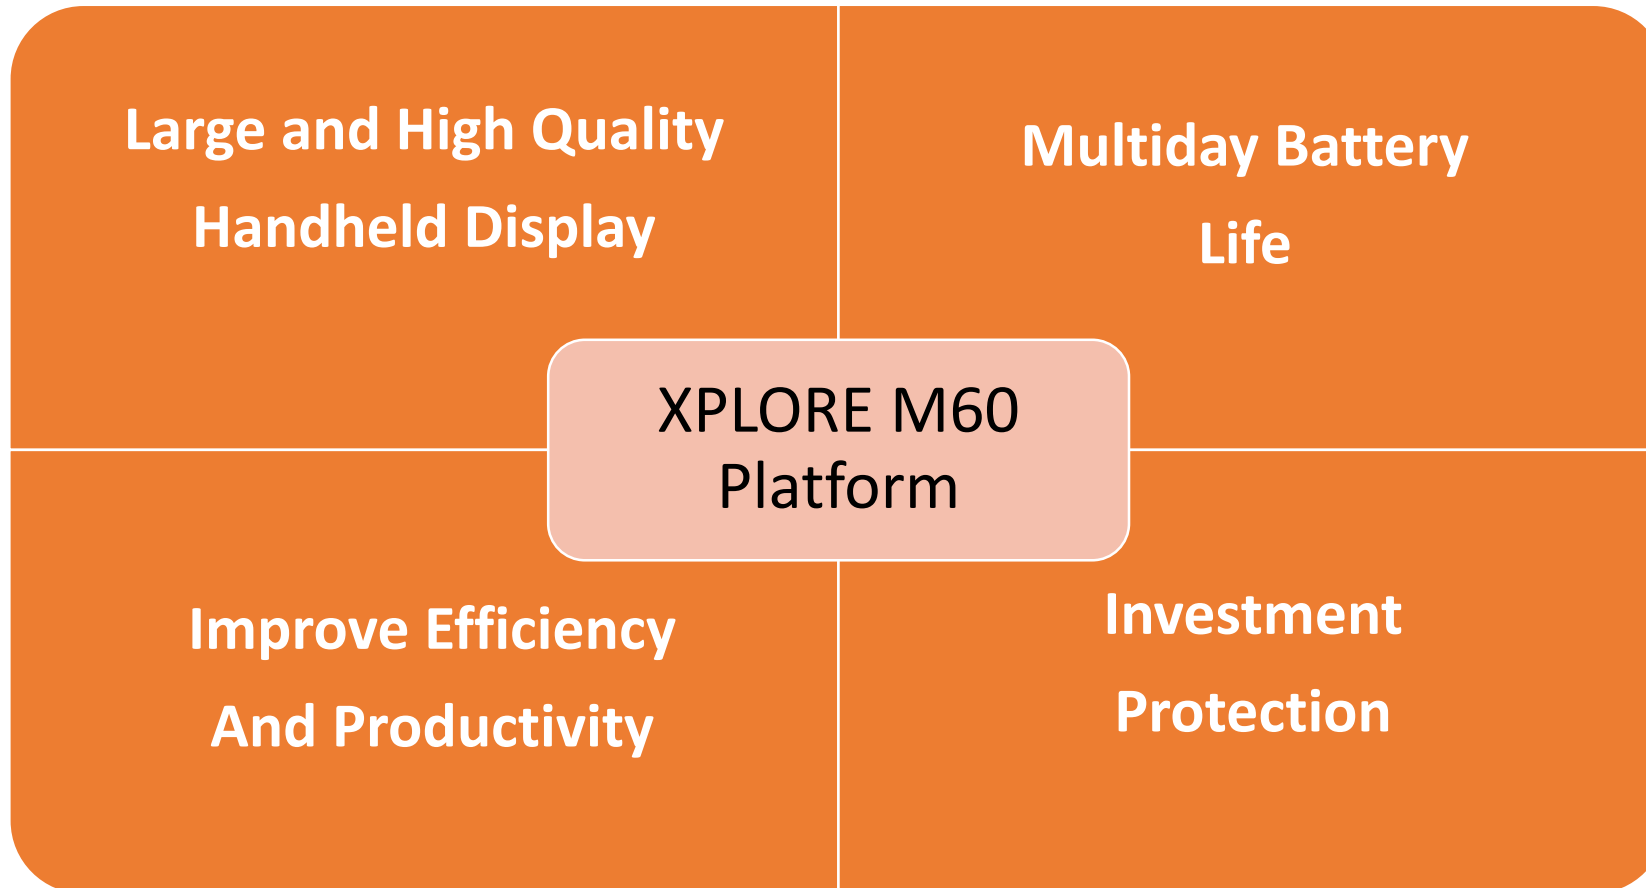 Large and High Quality
Handheld Display
Multiday Battery
Life
XPLORE M60
Platform
Improve Efficiency
And Productivity
Investment
Protection